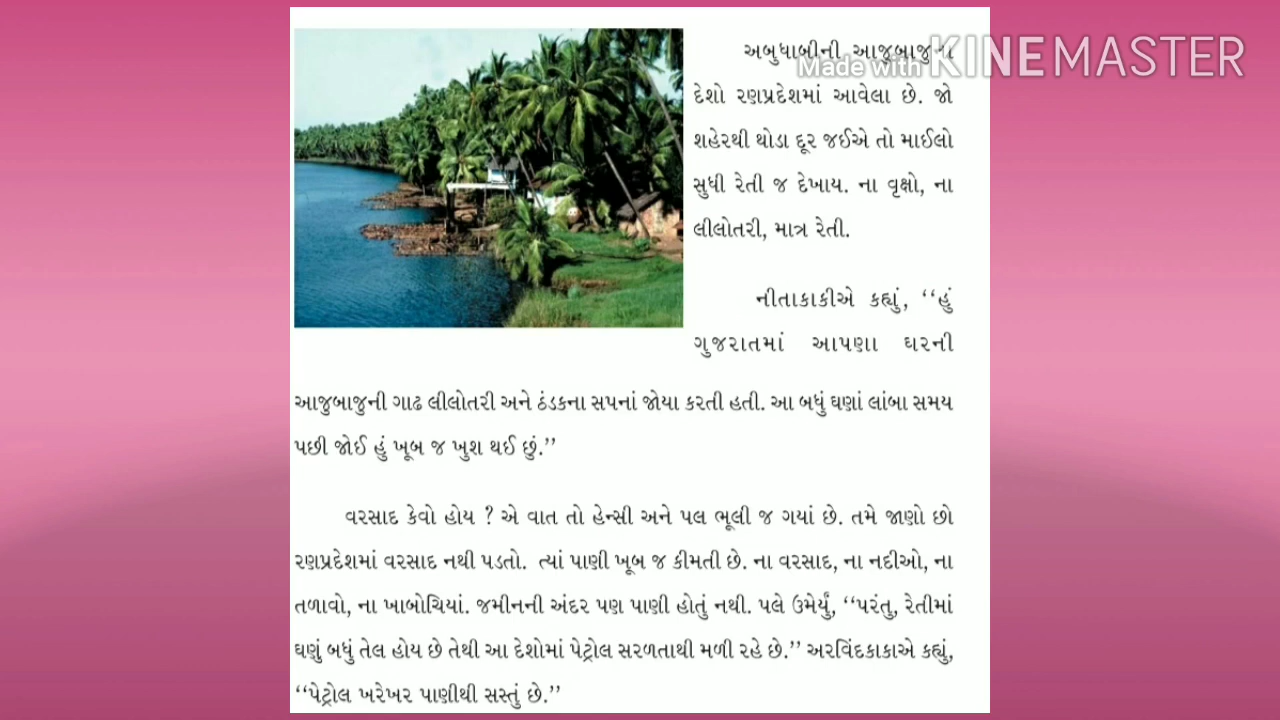 અબુધાબીની આજુબાજુના
Made with KINEMASTER
દેશો રણપ્રદેશમાં આવેલા છે. જો
શહેરથી થોડા દૂર જઈએ તો માઈલો
સુધી રેતી જ દેખાય. ના વૃક્ષો, ના
લીલોતરી, માત્ર રેતી.
નીતાકાકીએ કહ્યું, ‘‘હું
ગુજરાતમાં આપણા ઘરની
આજુબાજુની ગાઢ લીલોતરી અને ઠંડકના સપનાં જોયા કરતી હતી. આ બધું ઘણાં લાંબા સમય
પછી જોઈ હું ખૂબ જ ખુશ થઈ છું.’’
વરસાદ કેવો હોય ? એ વાત તો હેન્સી અને પલ ભૂલી જ ગયાં છે. તમે જાણો છો
રણપ્રદેશમાં વરસાદ નથી પડતો. ત્યાં પાણી ખૂબ જ કીમતી છે. ના વરસાદ, ના નદીઓ, ના
તળાવો, ના ખાબોચિયાં. જમીનની અંદર પણ પાણી હોતું નથી. પલે ઉમેર્યું, ‘‘પરંતુ, રેતીમાં
ઘણું બધું તેલ હોય છે તેથી આ દેશોમાં પેટ્રોલ સરળતાથી મળી રહે છે.’’ અરવિંદકાકાએ કહ્યું,
‘‘પેટ્રોલ ખરેખર પાણીથી સસ્તું છે.’’